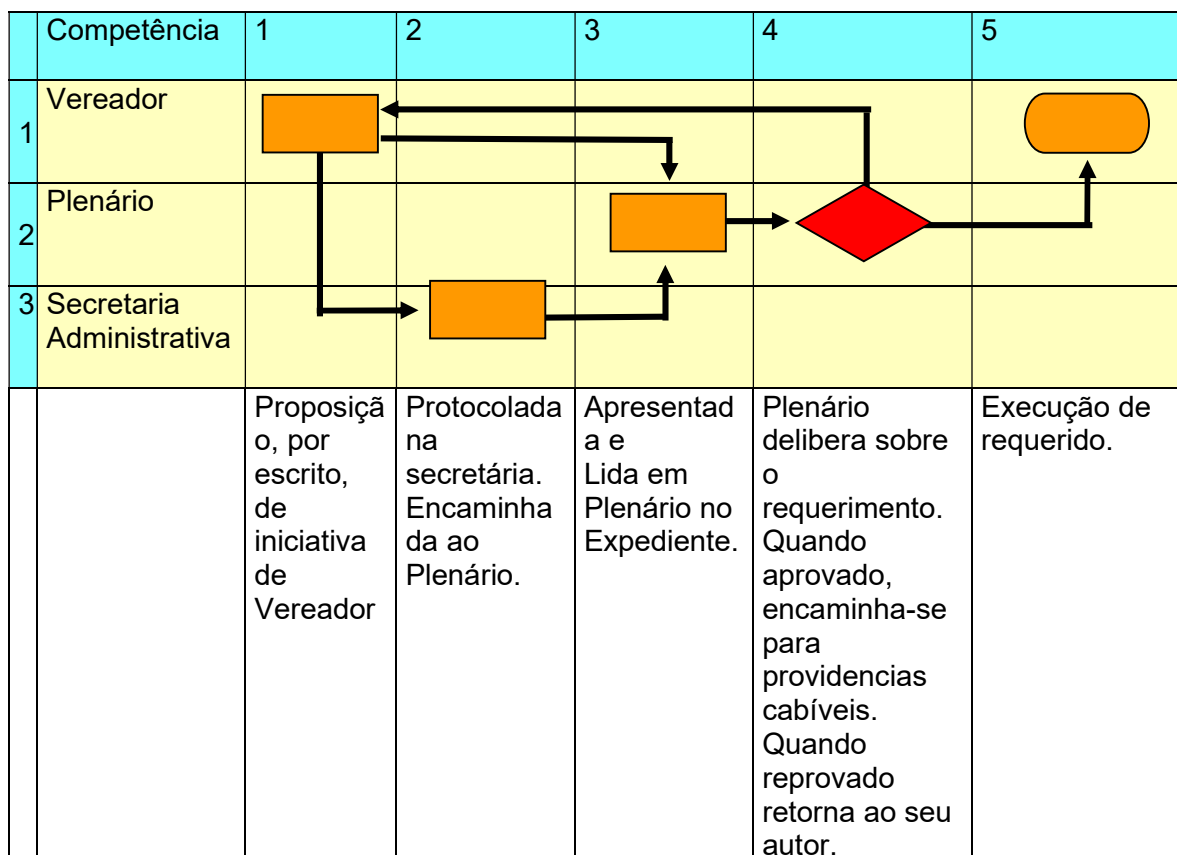 Competência 1 2 3 4 5
1 Vereador
2 Plenário
3 Secretaria
Administrativa
Proposiçã
o, por
escrito,
de
iniciativa
de
Vereador
Protocolada
na
secretária.
Encaminha
da ao
Plenário.
Apresentad
a e
Lida em
Plenário no
Expediente.
Plenário
delibera sobre
o
requerimento.
Quando
aprovado,
encaminha-se
para
providencias
cabíveis.
Quando
reprovado
retorna ao seu
autor.
Execução de
requerido.